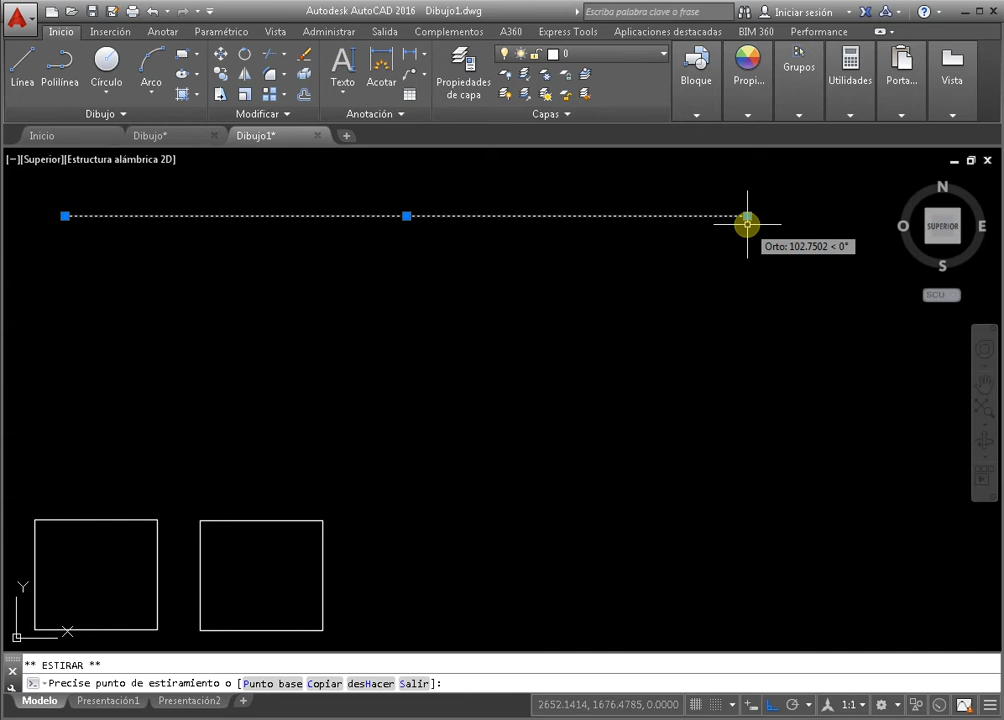 Autodesk AutoCAD 2016 Dibujo1.dwg
Escriba palabra clave o frase
Iniciar sesión
Inicio Inserción Anotar Paramétrico Vista Administrar Salida Complementos A360 Express Tools Aplicaciones destacadas BIM 360 Performance
0
Línea Polilínea Círculo Arco
Texto Acotar
Propiedades de capa
Bloque Propi... Grupos Utilidades Porta... Vista
Dibujo Modificar Anotación Capas
Inicio Dibujo* Dibujo1*
[−][Superior][Estructura alámbrica 2D]
N
O SUPERIOR E
S
SCU
Orto: 102.7502 < 0°
Y
X
** ESTIRAR **
Precise punto de estiramiento o [Punto base Copiar desHacer Salir]:
Modelo Presentación1 Presentación2
2652.1414, 1676.4785, 0.0000
1:1